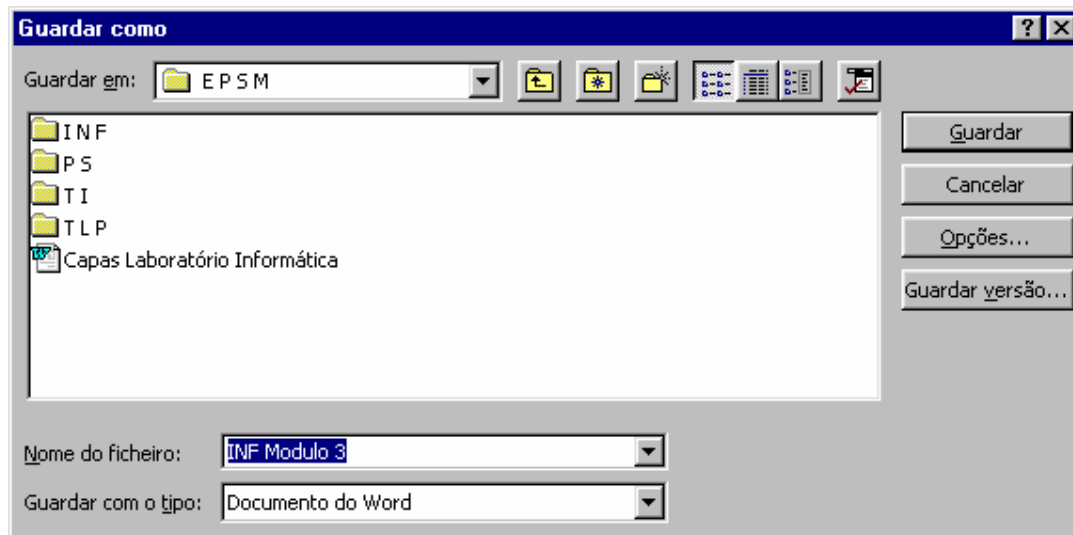 Guardar como
Guardar em: E P S M
I N F
P S
T I
T L P
Capas Laboratório Informática
Guardar
Cancelar
Opções...
Guardar versão...
Nome do ficheiro: INF Modulo 3
Guardar com o tipo: Documento do Word